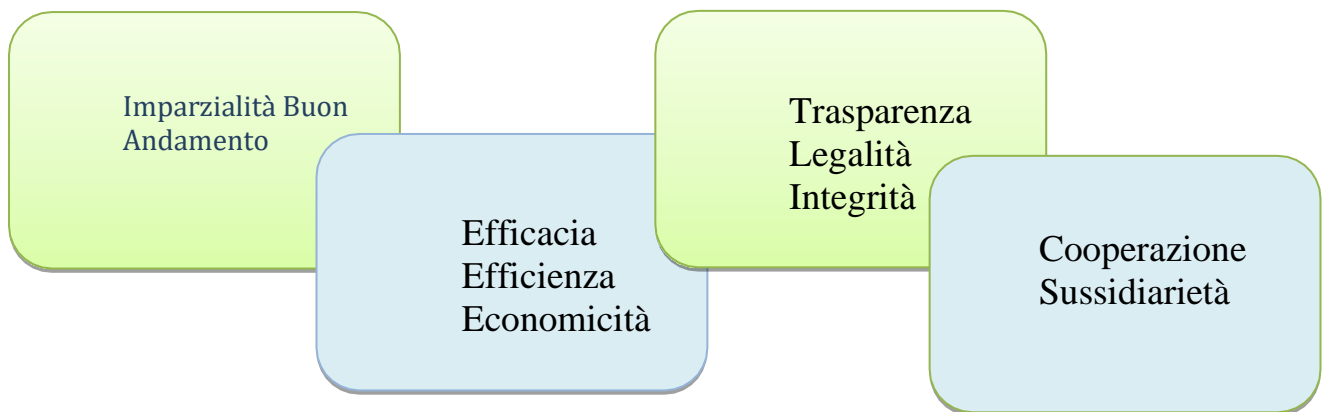 Imparzialità Buon
Andamento
Efficacia
Efficienza
Economicità
Trasparenza
Legalità
Integrità
Cooperazione
Sussidiarietà